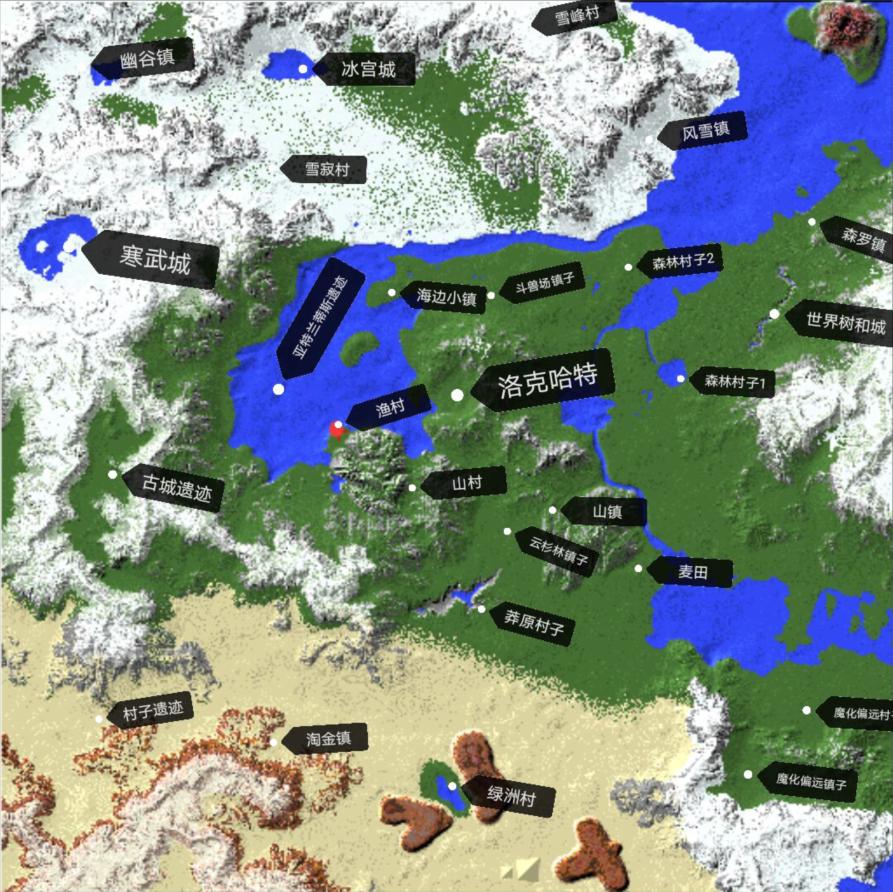 雪峰村
幽谷镇
冰宫城
风雪镇
雪寂村
森罗镇
寒武城
森林村子2
亚特兰蒂斯遗迹
海边小镇
斗兽场镇子
世界树和城
洛克哈特
森林村子1
渔村
古城遗迹
山村
山镇
云杉林镇子
麦田
莽原村子
村子遗迹
魔化偏远村子
淘金镇
魔化偏远镇子
绿洲村